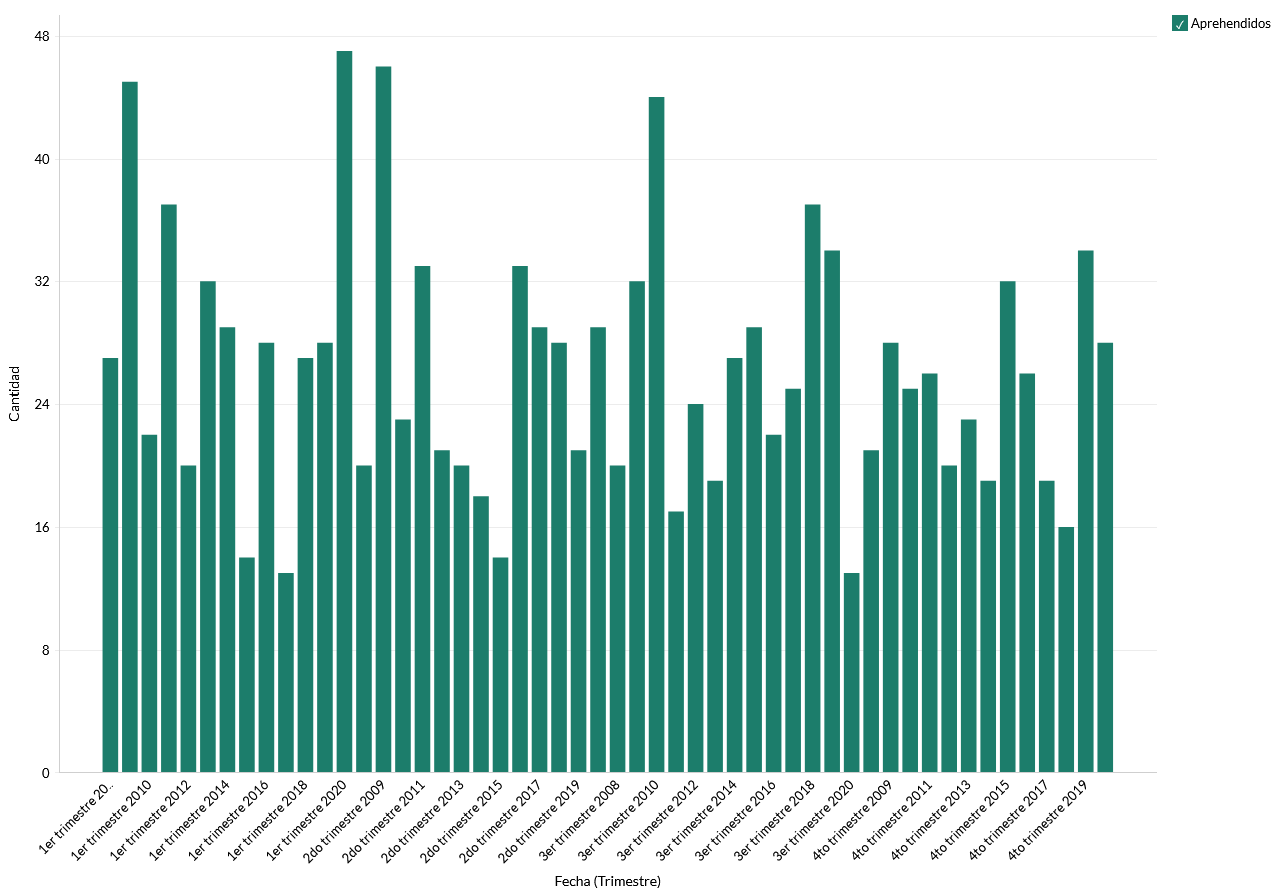 Aprehendidos
48
40
32
24
16
8
0
Cantidad
1er trimestre 20..
1er trimestre 2010
1er trimestre 2012
1er trimestre 2014
1er trimestre 2016
1er trimestre 2018
1er trimestre 2020
2do trimestre 2009
2do trimestre 2011
2do trimestre 2013
2do trimestre 2015
2do trimestre 2017
2do trimestre 2019
3er trimestre 2008
3er trimestre 2010
3er trimestre 2012
3er trimestre 2014
3er trimestre 2016
3er trimestre 2018
3er trimestre 2020
4to trimestre 2009
4to trimestre 2011
4to trimestre 2013
4to trimestre 2015
4to trimestre 2017
4to trimestre 2019
Fecha (Trimestre)